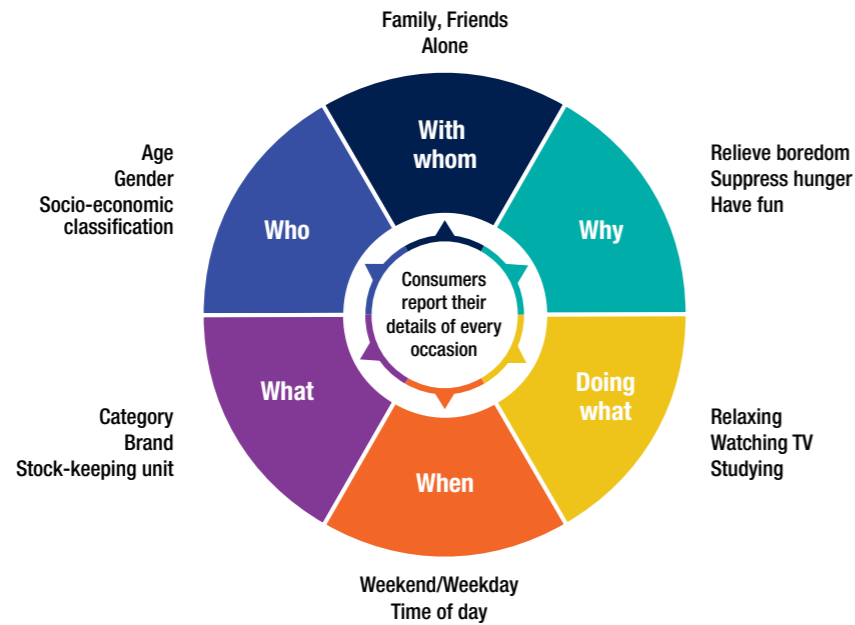 Family, Friends
Alone
With
whom
Age
Gender
Socio-economic
classification
Who
Why
Relieve boredom
Suppress hunger
Have fun
Consumers
report their
details of every
occasion
What
Doing
what
Category
Brand
Stock-keeping unit
Relaxing
Watching TV
Studying
When
Weekend/Weekday
Time of day